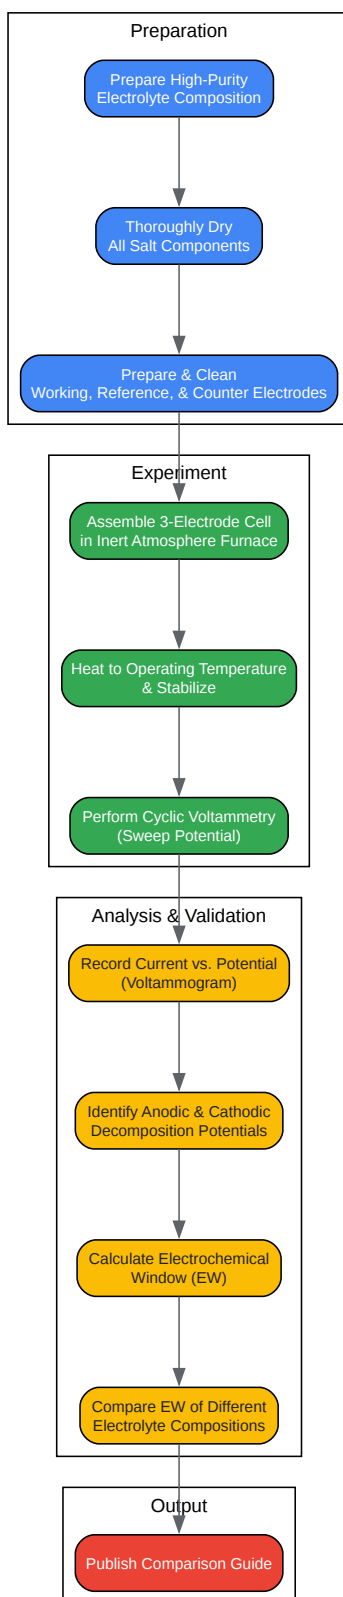 Preparation
Prepare High-Purity
Electrolyte Composition
Thoroughly Dry
All Salt Components
Prepare & Clean
Working, Reference, & Counter Electrodes
Experiment
Assemble 3-Electrode Cell
in Inert Atmosphere Furnace
Heat to Operating Temperature
& Stabilize
Perform Cyclic Voltammetry
(Sweep Potential)
Analysis & Validation
Record Current vs. Potential
(Voltammogram)
Identify Anodic & Cathodic
Decomposition Potentials
Calculate Electrochemical
Window (EW)
Compare EW of Different
Electrolyte Compositions
Output
Publish Comparison Guide